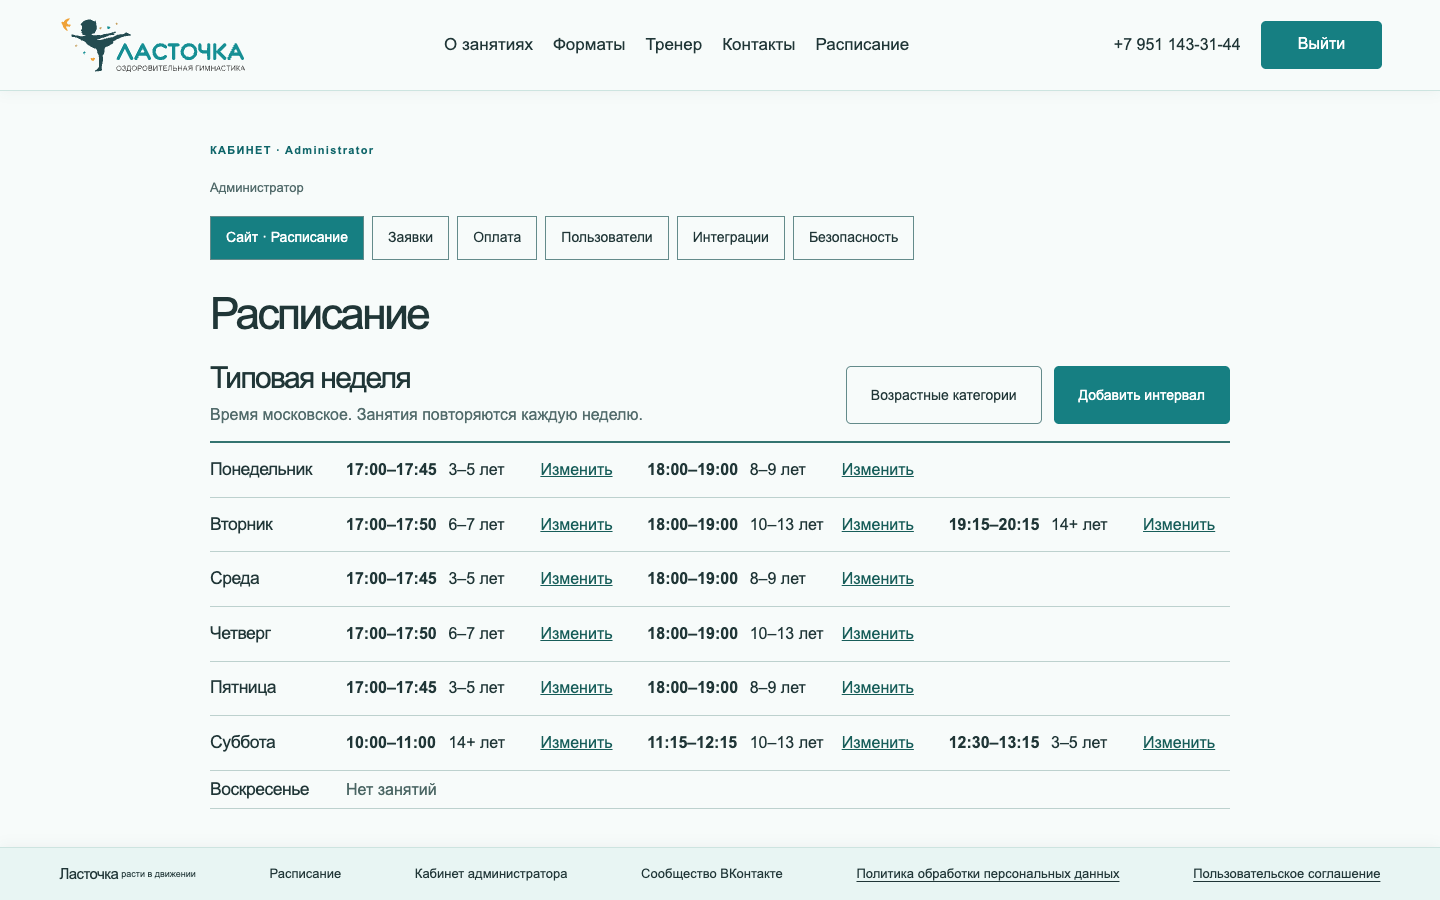 ЛАСТОЧКА
ОЗДОРОВИТЕЛЬНАЯ ГИМНАСТИКА
О занятиях Форматы Тренер Контакты Расписание
+7 951 143-31-44 Выйти
КАБИНЕТ · Administrator
Администратор
Сайт · Расписание Заявки Оплата Пользователи Интеграции Безопасность
Расписание
Типовая неделя
Время московское. Занятия повторяются каждую неделю.
Возрастные категории Добавить интервал
Понедельник 17:00–17:45 3–5 лет Изменить 18:00–19:00 8–9 лет Изменить
Вторник 17:00–17:50 6–7 лет Изменить 18:00–19:00 10–13 лет Изменить 19:15–20:15 14+ лет Изменить
Среда 17:00–17:45 3–5 лет Изменить 18:00–19:00 8–9 лет Изменить
Четверг 17:00–17:50 6–7 лет Изменить 18:00–19:00 10–13 лет Изменить
Пятница 17:00–17:45 3–5 лет Изменить 18:00–19:00 8–9 лет Изменить
Суббота 10:00–11:00 14+ лет Изменить 11:15–12:15 10–13 лет Изменить 12:30–13:15 3–5 лет Изменить
Воскресенье Нет занятий
Ласточка расти в движении Расписание Кабинет администратора Сообщество ВКонтакте Политика обработки персональных данных Пользовательское соглашение